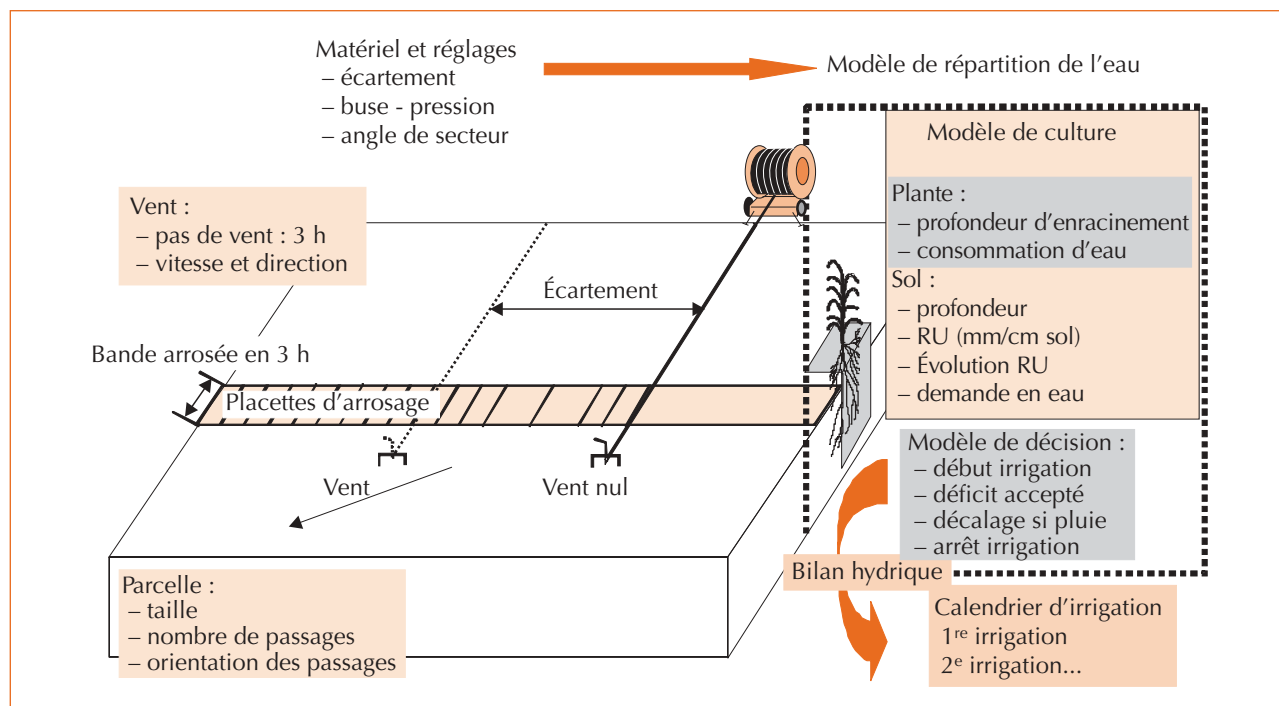 Matériel et réglages
– écartement
– buse - pression
– angle de secteur
Modèle de répartition de l’eau
Modèle de culture
Plante :
– profondeur d’enracinement
– consommation d’eau
Sol :
– profondeur
– RU (mm/cm sol)
– Évolution RU
– demande en eau
Vent :
– pas de vent : 3 h
– vitesse et direction
Écartement
Bande arrosée en 3 h
Placettes d’arrosage
Vent
Vent nul
Modèle de décision :
– début irrigation
– déficit accepté
– décalage si pluie
– arrêt irrigation
Bilan hydrique
Parcelle :
– taille
– nombre de passages
– orientation des passages
Calendrier d’irrigation
1re irrigation
2e irrigation...